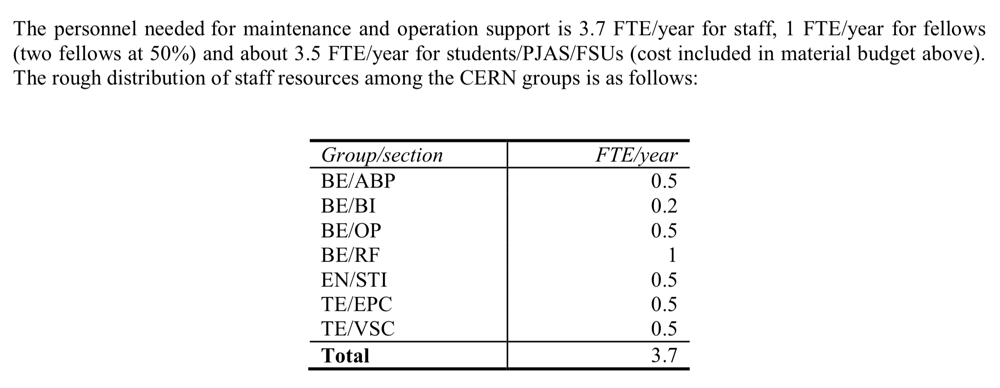 The personnel needed for maintenance and operation support is 3.7 FTE/year for staff, 1 FTE/year for fellows
(two fellows at 50%) and about 3.5 FTE/year for students/PJAS/FSUs (cost included in material budget above).
The rough distribution of staff resources among the CERN groups is as follows:
Group/section FTE/year
BE/ABP 0.5
BE/BI 0.2
BE/OP 0.5
BE/RF 1
EN/STI 0.5
TE/EPC 0.5
TE/VSC 0.5
Total 3.7